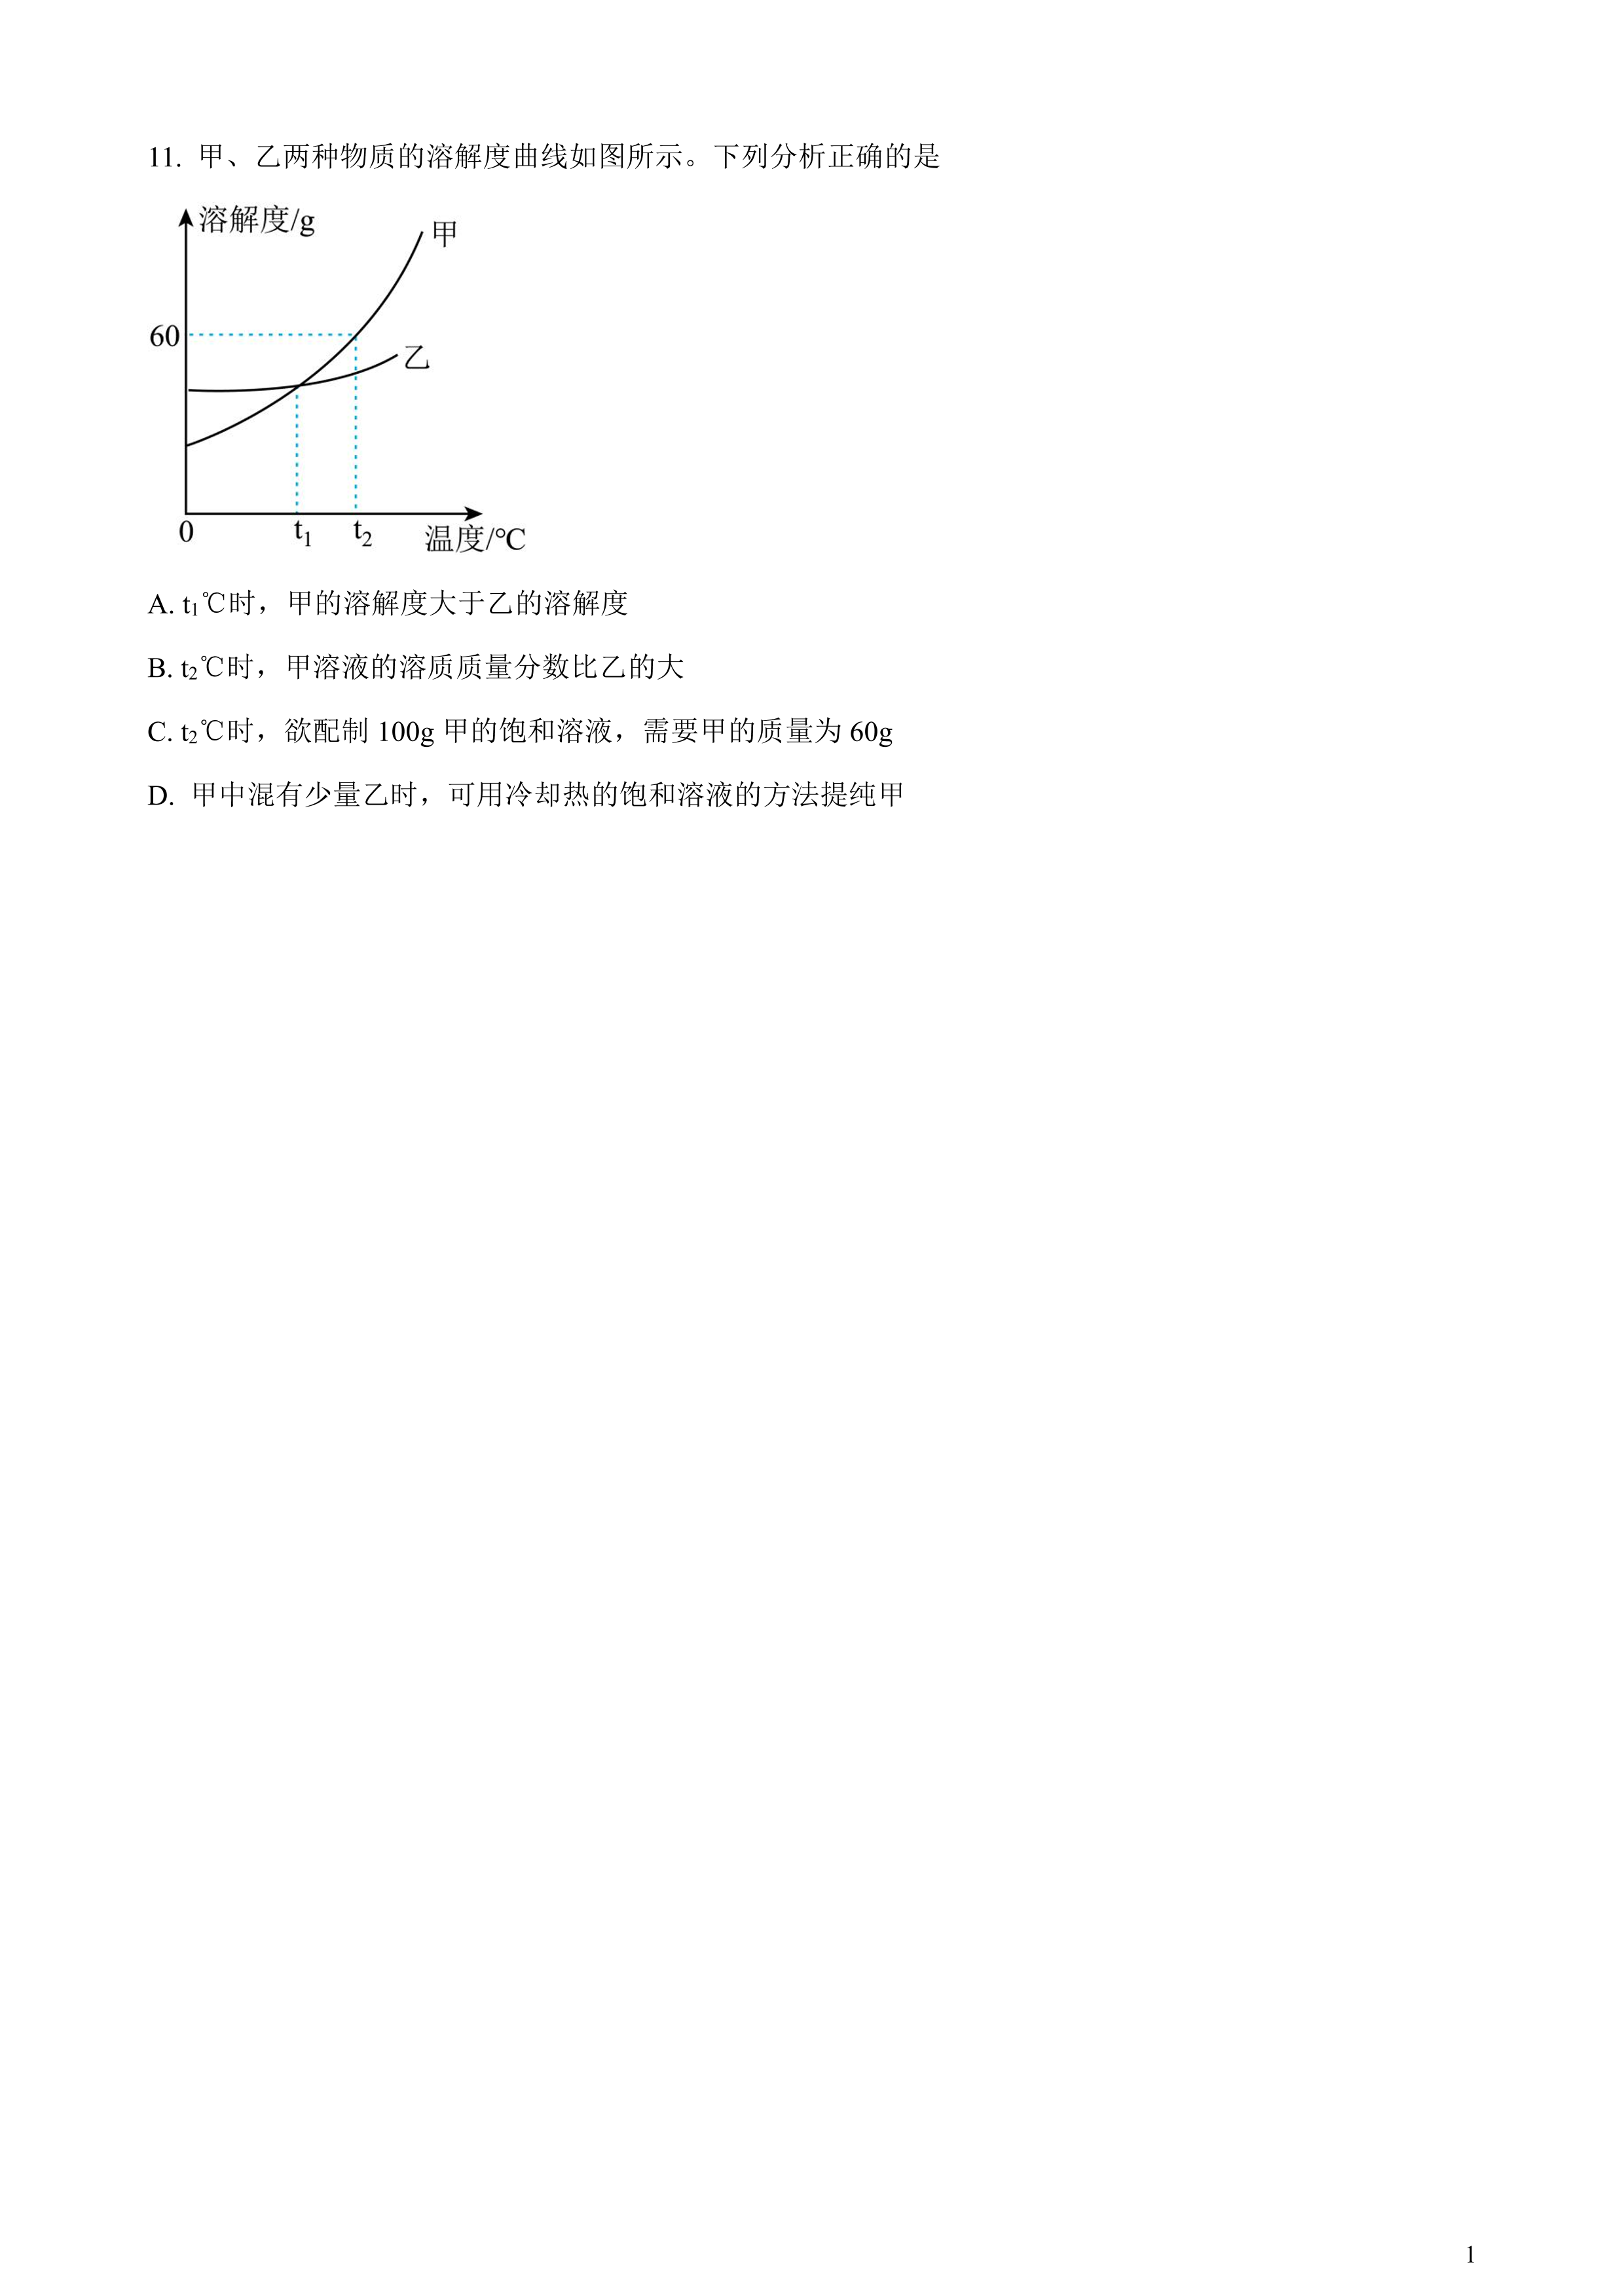 11. 甲、乙两种物质的溶解度曲线如图所示。下列分析正确的是
溶解度/g
甲
60
乙
0
t₁
t₂
温度/°C
A. t₁℃时，甲的溶解度大于乙的溶解度
B. t₂℃时，甲溶液的溶质质量分数比乙的大
C. t₂℃时，欲配制 100g 甲的饱和溶液，需要甲的质量为 60g
D. 甲中混有少量乙时，可用冷却热的饱和溶液的方法提纯甲
1